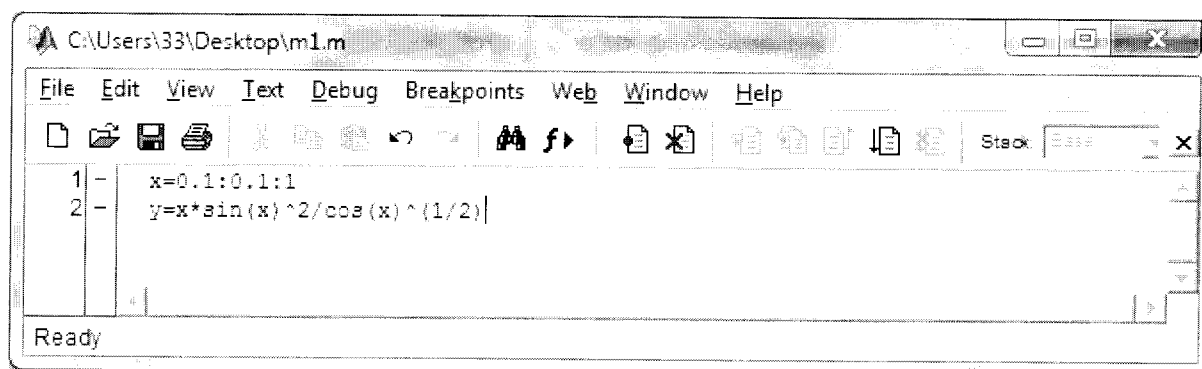 C:\Users\33\Desktop\m1.m
File Edit View Text Debug Breakpoints Web Window Help
Stack
1 - x=0.1:0.1:1
2 - y=x*sin(x)^2/cos(x)^(1/2)
Ready